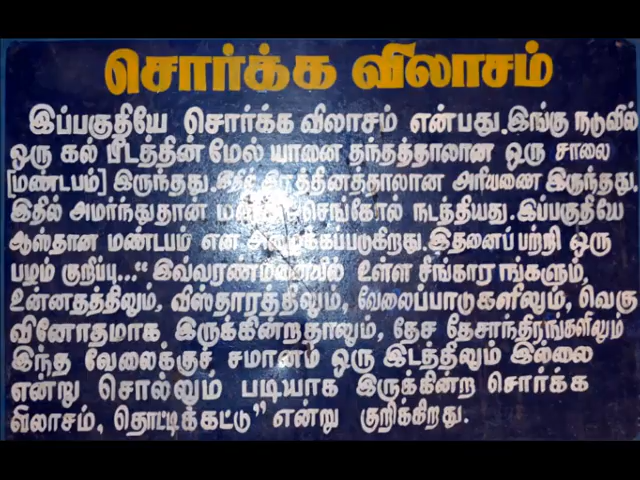 சொர்க்க விலாசம்
இப்பகுதியே சொர்க்க விலாசம் என்பது.இங்கு நடுவில்
ஒரு கல் பீடத்தின் மேல் யானை தந்தத்தாலான ஒரு சாலை
[மண்டபம்] இருந்தது.இதில் இரத்தினத்தாலான அரியணை இருந்தது.
இதில் அமர்ந்துதான் செங்கோல் நடத்தியது.இப்பகுதியே
ஆஸ்தான மண்டபம் என அழைக்கப்படுகிறது.இதனைப் பற்றி ஒரு
பழம் குறிப்பு..."இவ்வரண்மனையில் உள்ள சிங்கார ங்களும்,
உன்னதத்திலும், விஸ்தாரத்திலும், வேலைப்பாடுகளிலும், வெகு
வினோதமாக இருக்கின்றதாலும், தேச தேசாந்திரங்களிலும்
இந்த வேலைக்குச் சமானம் ஒரு இடத்திலும் இல்லை
என்று சொல்லும் படியாக இருக்கின்ற சொர்க்க
விலாசம், தொட்டிக்கட்டு" என்று குறிக்கிறது.